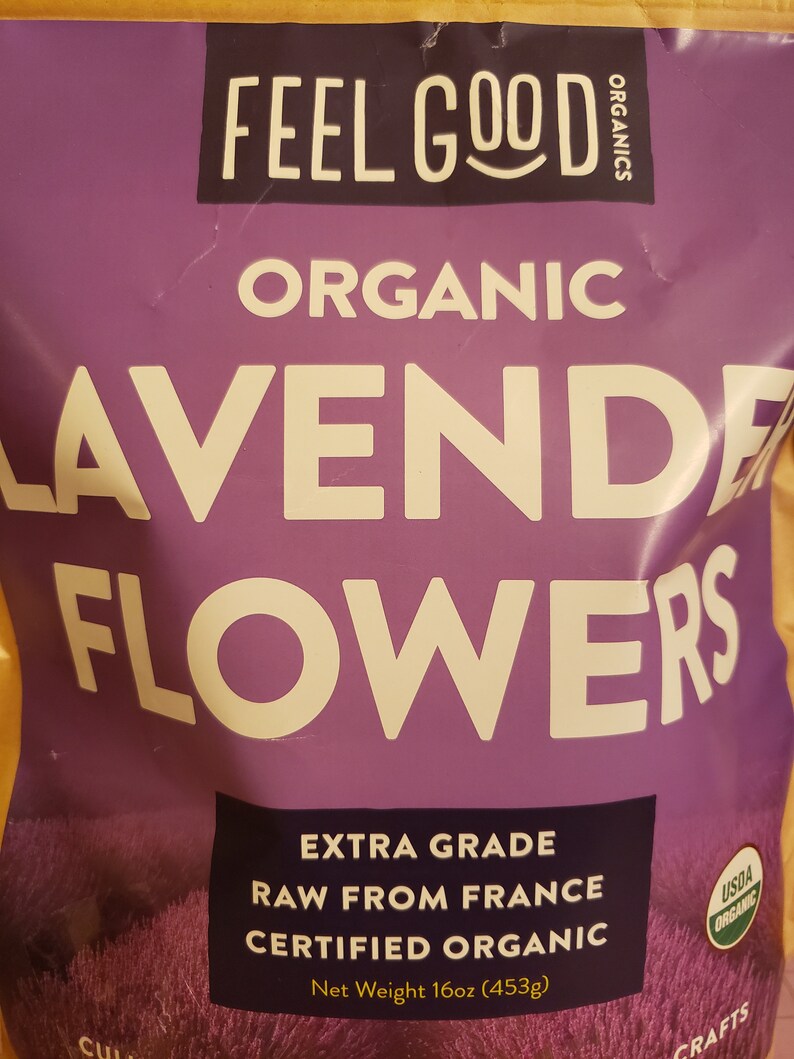 FEEL GOOD ORGANICS
ORGANIC
LAVENDER
FLOWERS
EXTRA GRADE
RAW FROM FRANCE
CERTIFIED ORGANIC
Net Weight 16oz (453g)
USDA
ORGANIC
CRAFTS